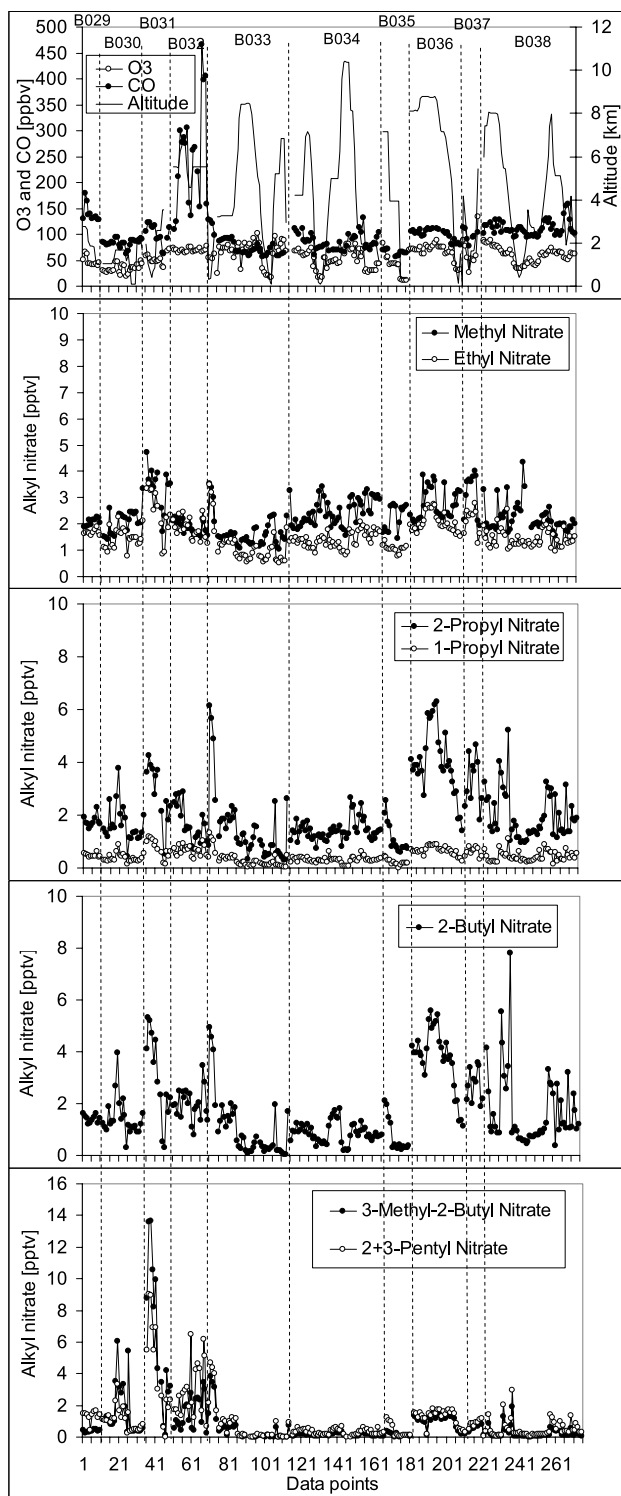 B029 B031 B035 B037
B030 B032 B033 B034 B036 B038
500
450
400
350
300
250
200
150
100
50
0
O3 and CO [ppbv]
O3
CO
Altitude
12
10
8
6
4
2
0
Altitude [km]
10
9
8
7
6
5
4
3
2
1
0
Alkyl nitrate [pptv]
Methyl Nitrate
Ethyl Nitrate
10
8
6
4
2
0
Alkyl nitrate [pptv]
2-Propyl Nitrate
1-Propyl Nitrate
10
8
6
4
2
0
Alkyl nitrate [pptv]
2-Butyl Nitrate
16
14
12
10
8
6
4
2
0
Alkyl nitrate [pptv]
3-Methyl-2-Butyl Nitrate
2+3-Pentyl Nitrate
1 21 41 61 81 101 121 141 161 181 201 221 241 261
Data points